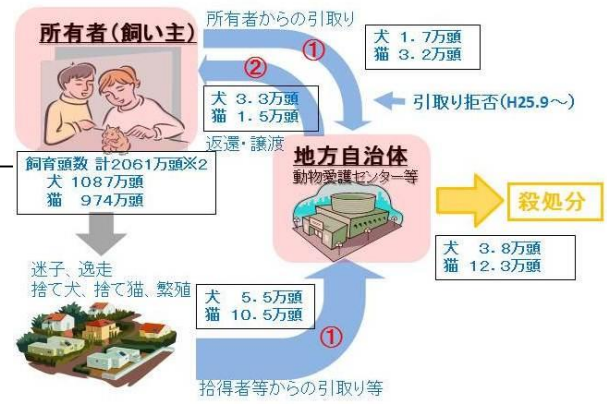 所有者からの引取り
所有者(飼い主)
①
犬 1.7万頭
猫 3.2万頭
②
犬 3.3万頭
猫 1.5万頭
引取り拒否(H25.9～)
返還・譲渡
地方自治体
動物愛護センター等
飼育頭数 計2061万頭※2
犬 1087万頭
猫 974万頭
殺処分
犬 3.8万頭
猫 12.3万頭
迷子、逸走
捨て犬、捨て猫、繁殖
犬 5.5万頭
猫 10.5万頭
①
拾得者等からの引取り等